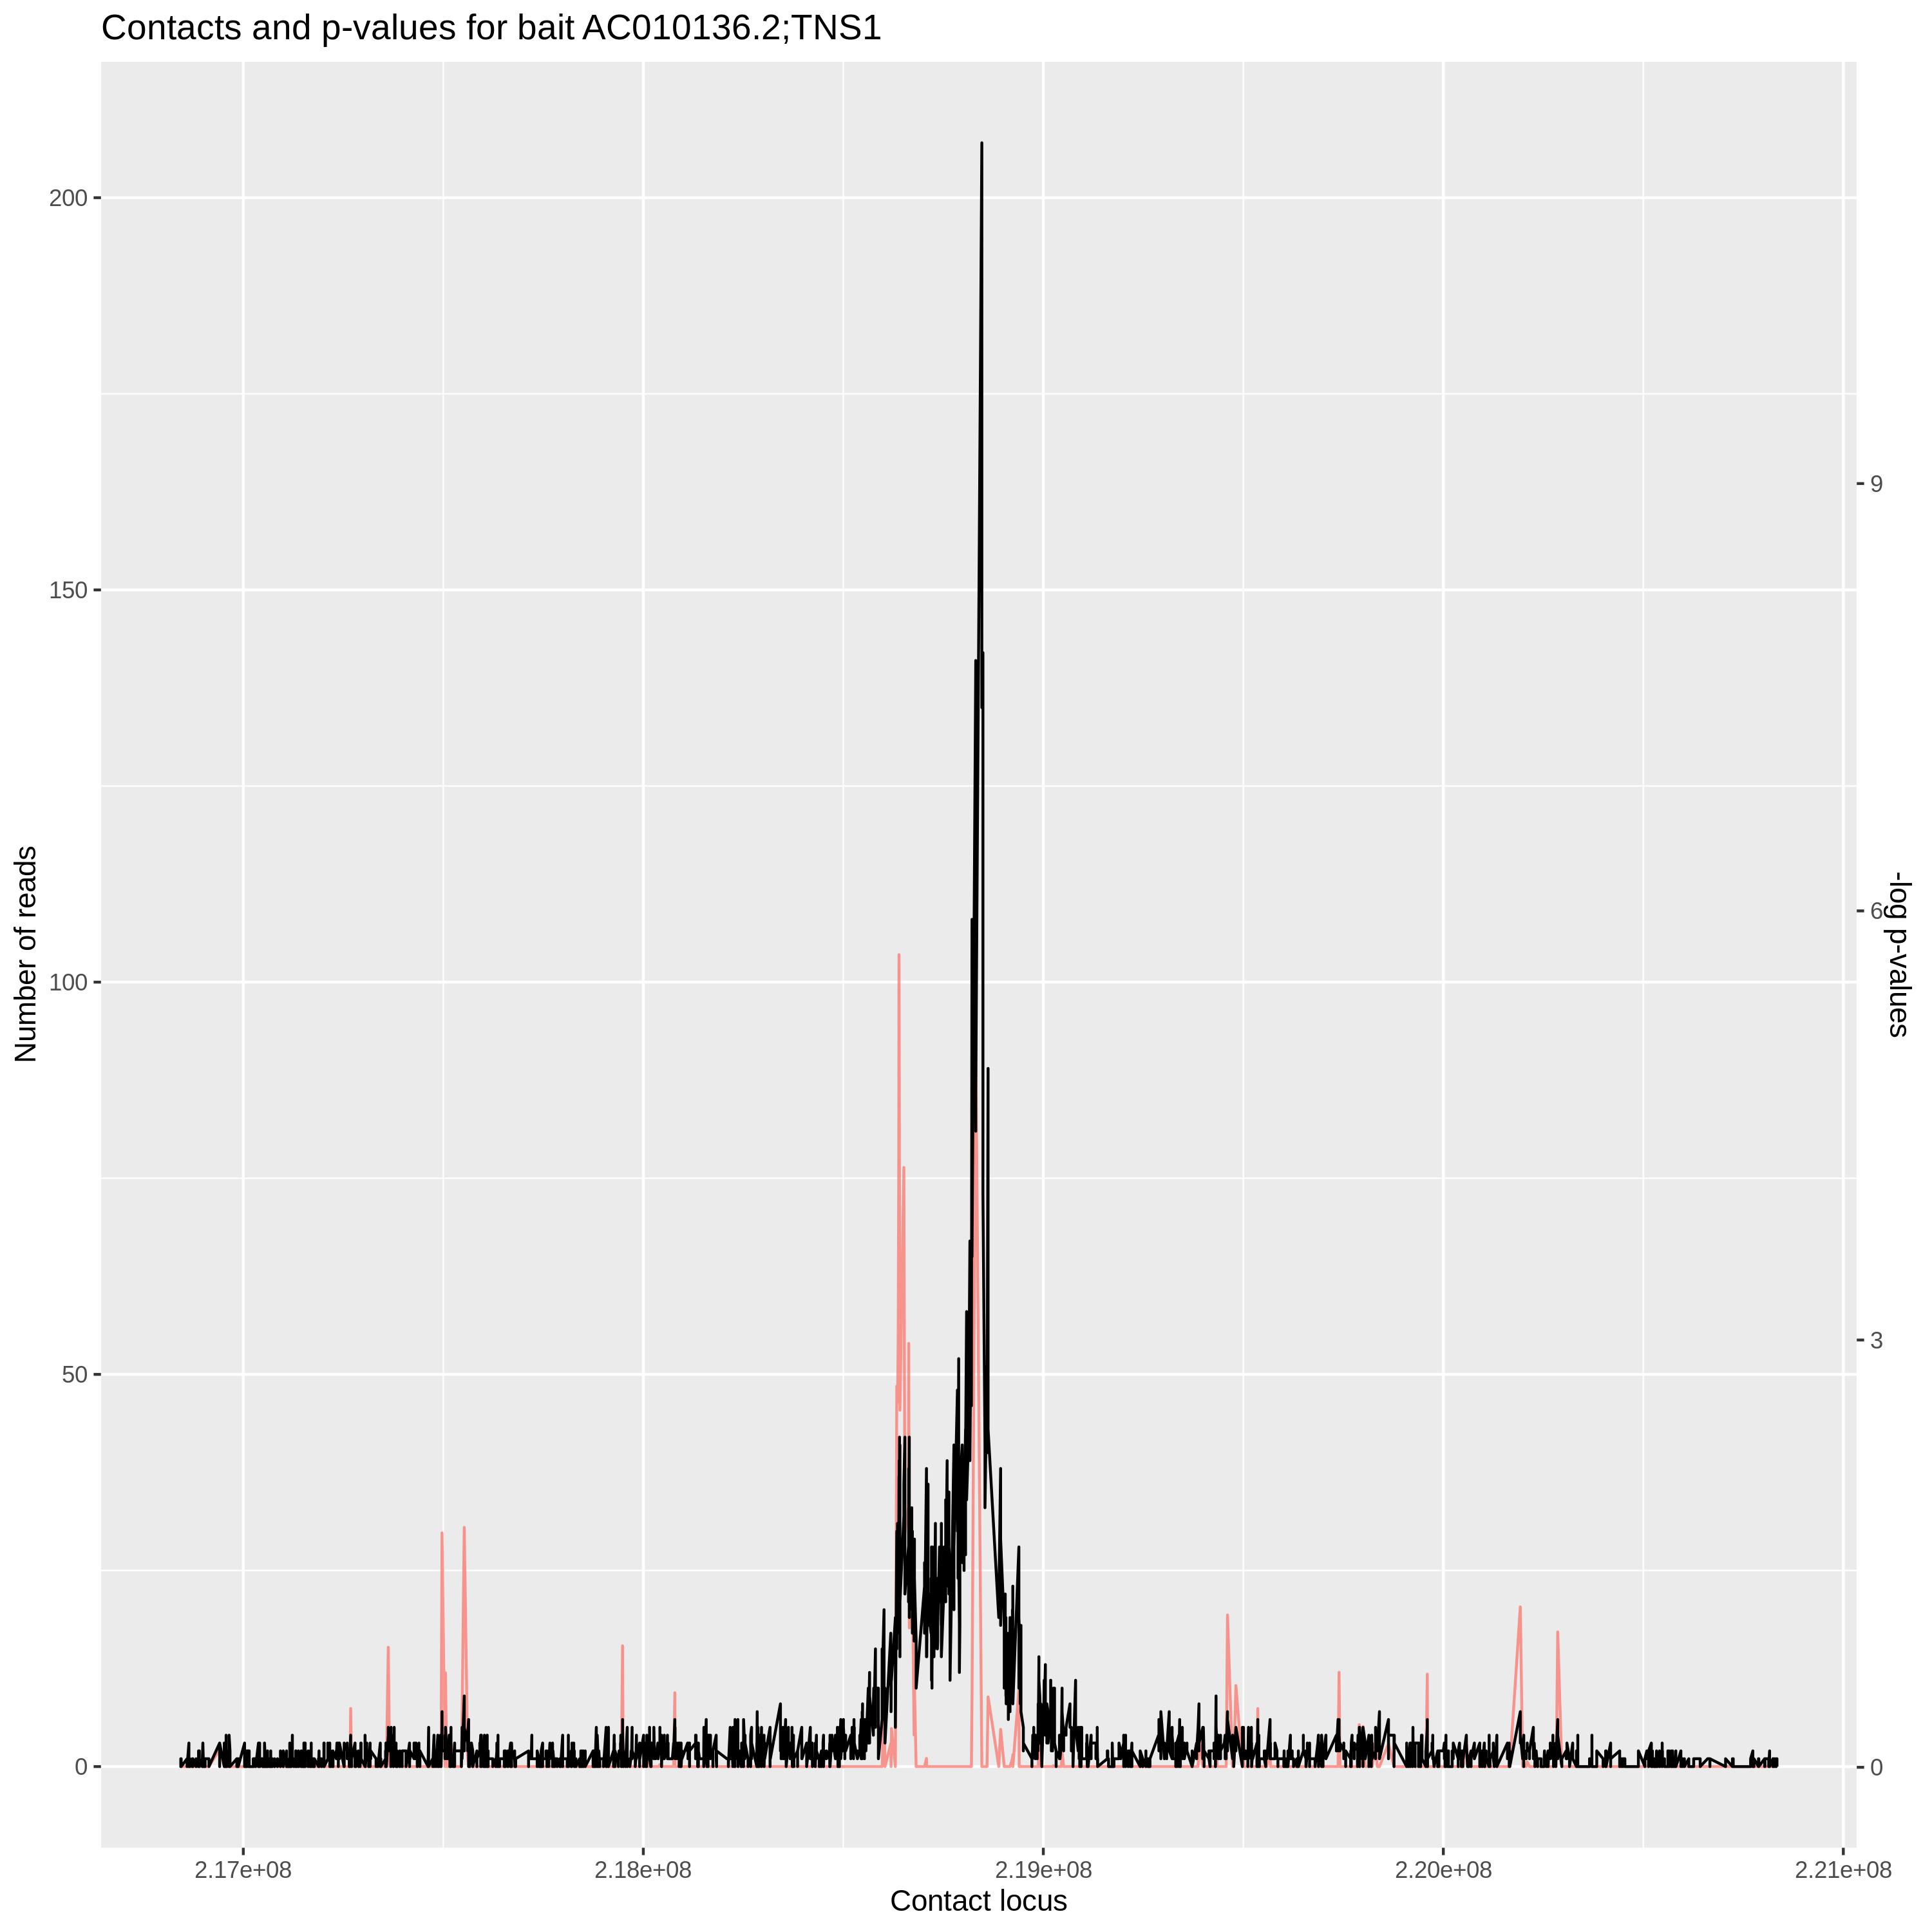 Contacts and p-values for bait AC010136.2;TNS1
200
150
100
50
0
Number of reads
9
6
3
0
-log p-values
2.17e+08
2.18e+08
2.19e+08
2.20e+08
2.21e+08
Contact locus